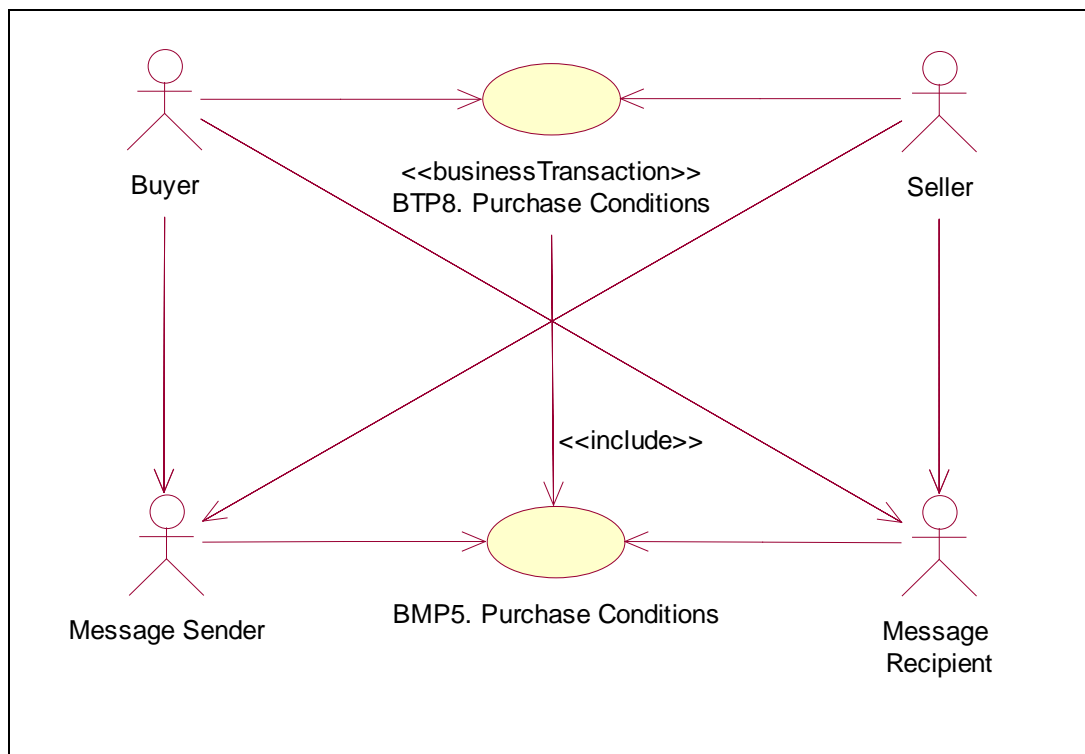 <<businessTransaction>>
BTP8. Purchase Conditions
Buyer
Seller
<<include>>
Message Sender
BMP5. Purchase Conditions
Message
Recipient